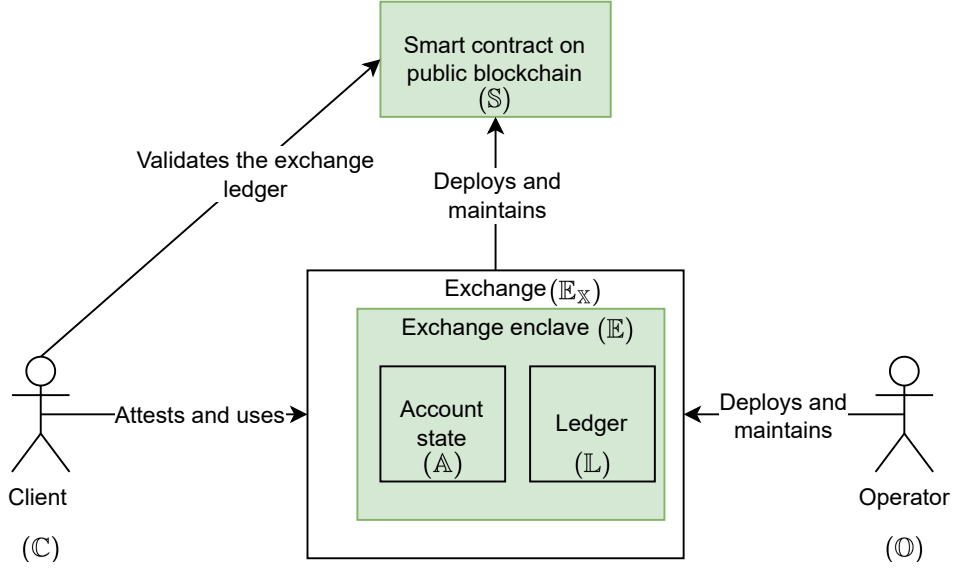 Smart contract on
public blockchain
(𝕊)
Validates the exchange
ledger
Deploys and
maintains
Exchange (𝔼_𝕏)
Exchange enclave (𝔼)
Account
state
(𝔸)
Ledger
(𝕃)
Attests and uses
Deploys and
maintains
Client
(ℂ)
Operator
(𝕆)